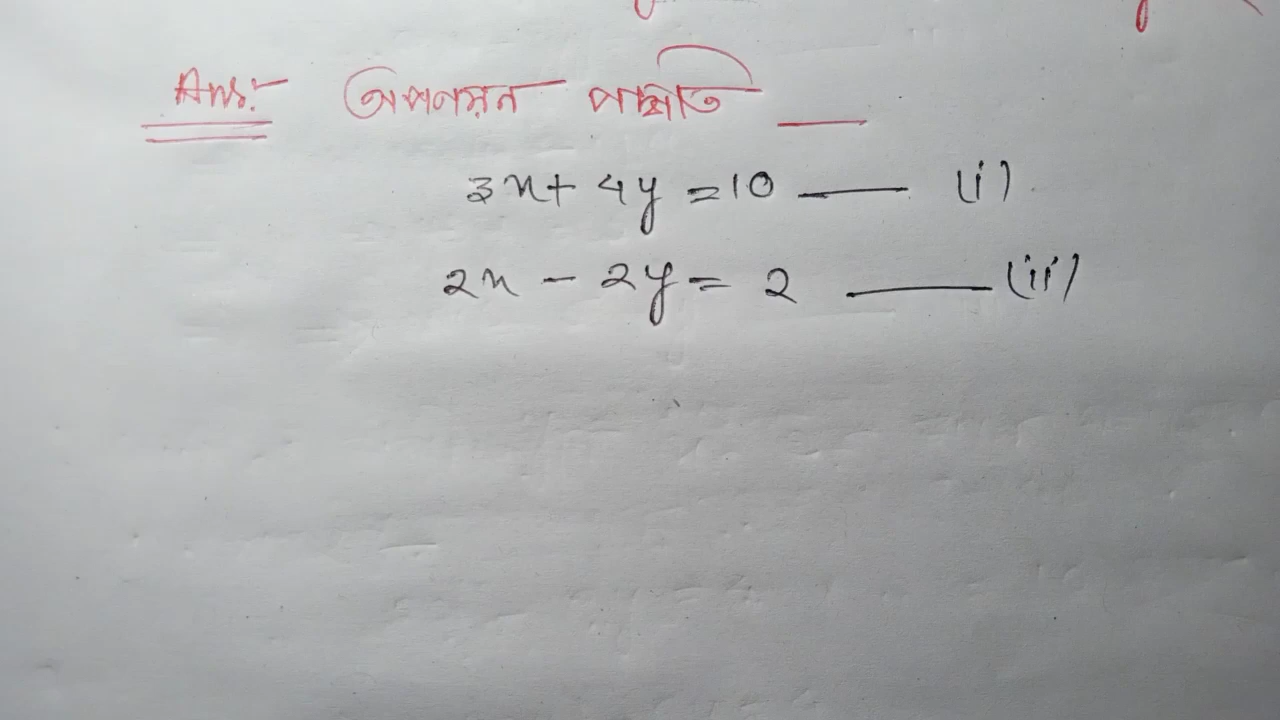 Ans:- অপনয়ন পদ্ধতি —
3x + 4y = 10 —— (i)
2x - 2y = 2 —— (ii)